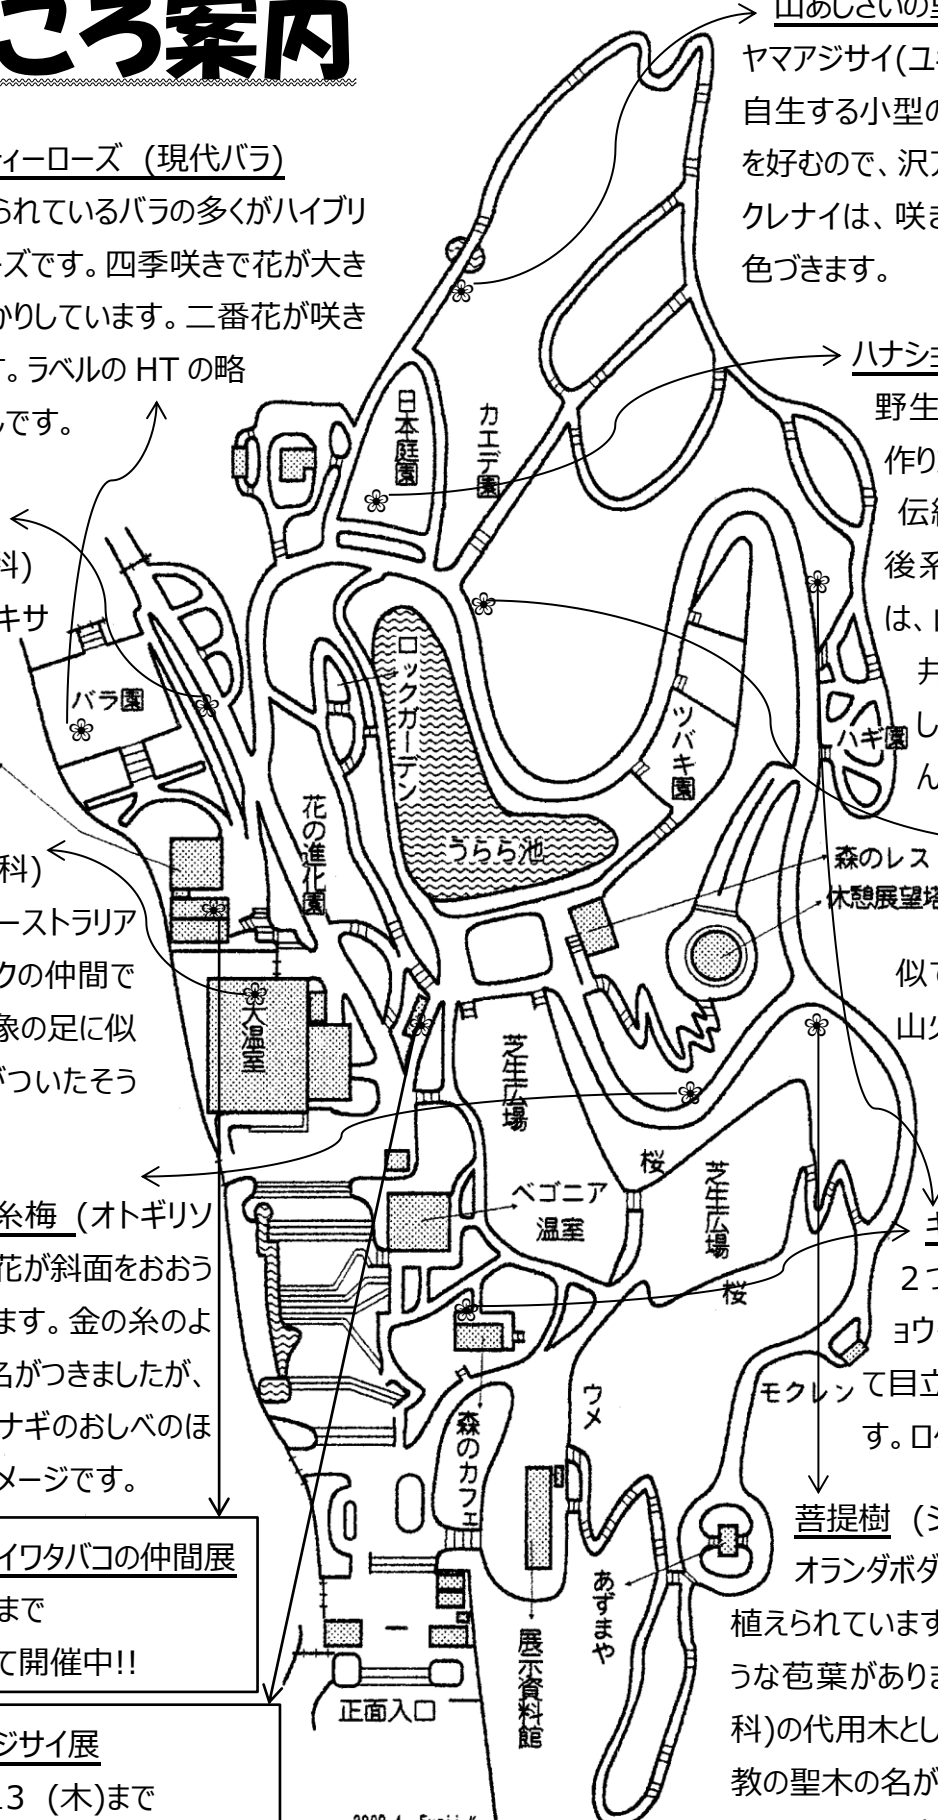 ころ案内
ィーローズ (現代バラ)
られているバラの多くがハイブリ
ーズです。四季咲きで花が大き
かりしています。二番花が咲き
す。ラベルの HT の略
です。
科)
キサ
科)
ーストラリア
クの仲間で
象の足に似
がついたそう
糸梅 (オトギリソ
花が斜面をおおう
ます。金の糸のよ
名がつきましたが、
ナギのおしべのほ
メージです。
イワタバコの仲間展
まで
て開催中!!
ジサイ展
13 (木)まで
山あじさいの
ヤマアジサイ(ユキ
自生する小型の
を好むので、沢
クレナイは、咲き
色づきます。
ハナショ
野生
作り
伝統
後系
は、
し
ん
似て
山火
2つ
ョウ
て目立
す。ロ
菩提樹 (シ
オランダボダ
植えられています
うな苞葉がありま
科)の代用木とし
教の聖木の名が
日本庭園
カエデ園
バラ園
ロックガーデン
ツバキ園
ハギ園
花の進化園
うらら池
森のレス
休憩展望塔
大温室
芝生広場
桜
芝生広場
桜
ベゴニア
温室
モクレン
ウメ
森のカフェ
あずまや
展示資料館
正面入口